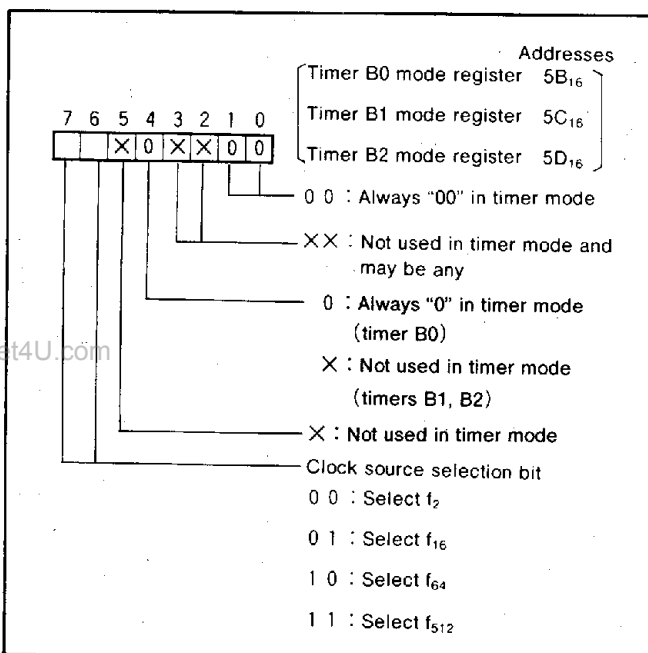 Addresses
Timer B0 mode register 5B₁₆
Timer B1 mode register 5C₁₆
Timer B2 mode register 5D₁₆
7 6 5 4 3 2 1 0
× 0 × × 0 0
0 0 : Always "00" in timer mode
×× : Not used in timer mode and
may be any
0 : Always "0" in timer mode
(timer B0)
× : Not used in timer mode
(timers B1, B2)
× : Not used in timer mode
Clock source selection bit
0 0 : Select f₂
0 1 : Select f₁₆
1 0 : Select f₆₄
1 1 : Select f₅₁₂
et4U.com